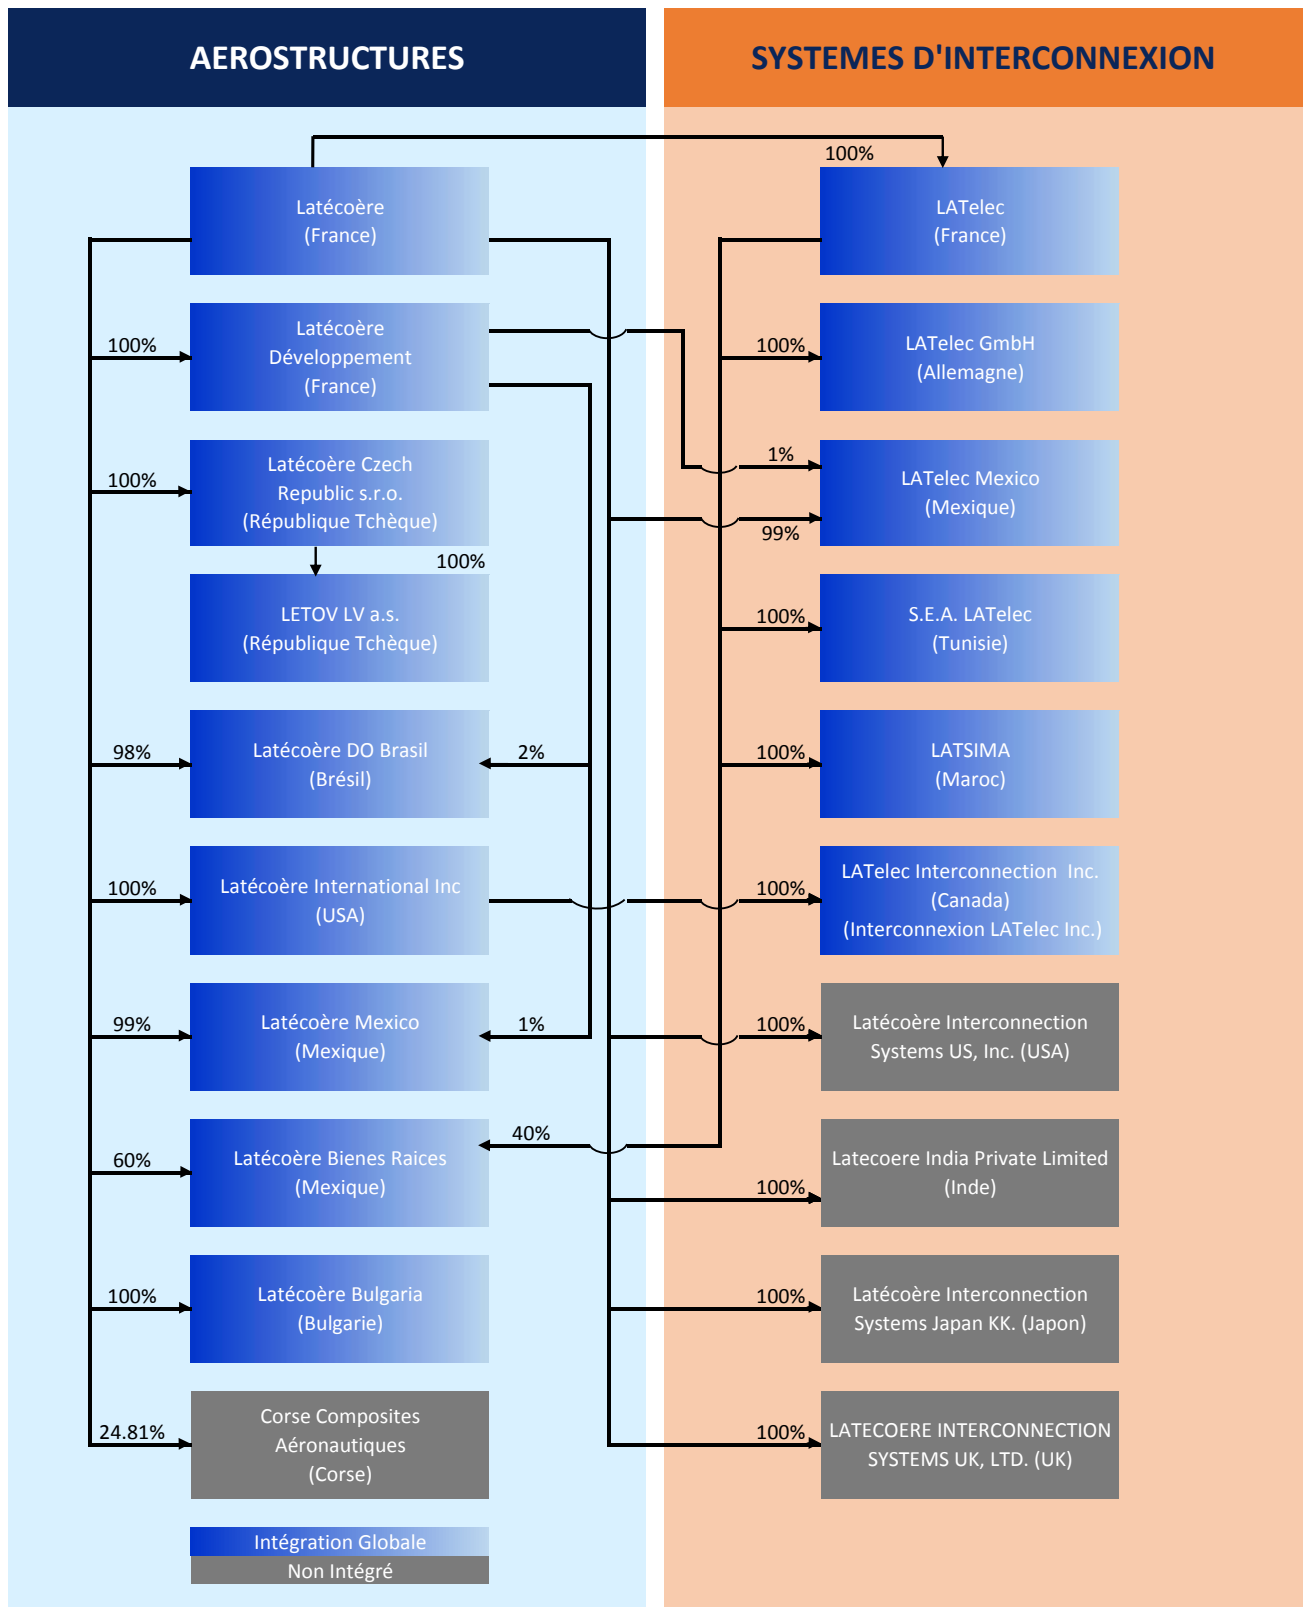 AEROSTRUCTURES
SYSTEMES D'INTERCONNEXION
100%
Latécoère
(France)
LATelec
(France)
100%
Latécoère
Développement
(France)
100%
LATelec GmbH
(Allemagne)
100%
Latécoère Czech
Republic s.r.o.
(République Tchèque)
1%
99%
LATelec Mexico
(Mexique)
100%
LETOV LV a.s.
(République Tchèque)
100%
S.E.A. LATelec
(Tunisie)
98%
Latécoère DO Brasil
(Brésil)
2%
100%
LATSIMA
(Maroc)
100%
Latécoère International Inc
(USA)
100%
LATelec Interconnection  Inc.
(Canada)
(Interconnexion LATelec Inc.)
99%
Latécoère Mexico
(Mexique)
1%
100%
Latécoère Interconnection
Systems US, Inc. (USA)
60%
Latécoère Bienes Raices
(Mexique)
40%
100%
Latecoere India Private Limited
(Inde)
100%
Latécoère Bulgaria
(Bulgarie)
100%
Latécoère Interconnection
Systems Japan KK. (Japon)
24.81%
Corse Composites
Aéronautiques
(Corse)
100%
LATECOERE INTERCONNECTION
SYSTEMS UK, LTD. (UK)
Intégration Globale
Non Intégré